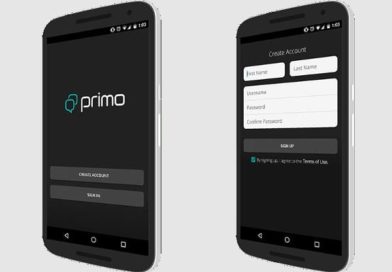 1:03
primo
CREATE ACCOUNT
SIGN IN
1:03
Create Account
First Name
Last Name
Username
Password
Confirm Password
SIGN UP
By signing up, I agree to the Terms of Use.